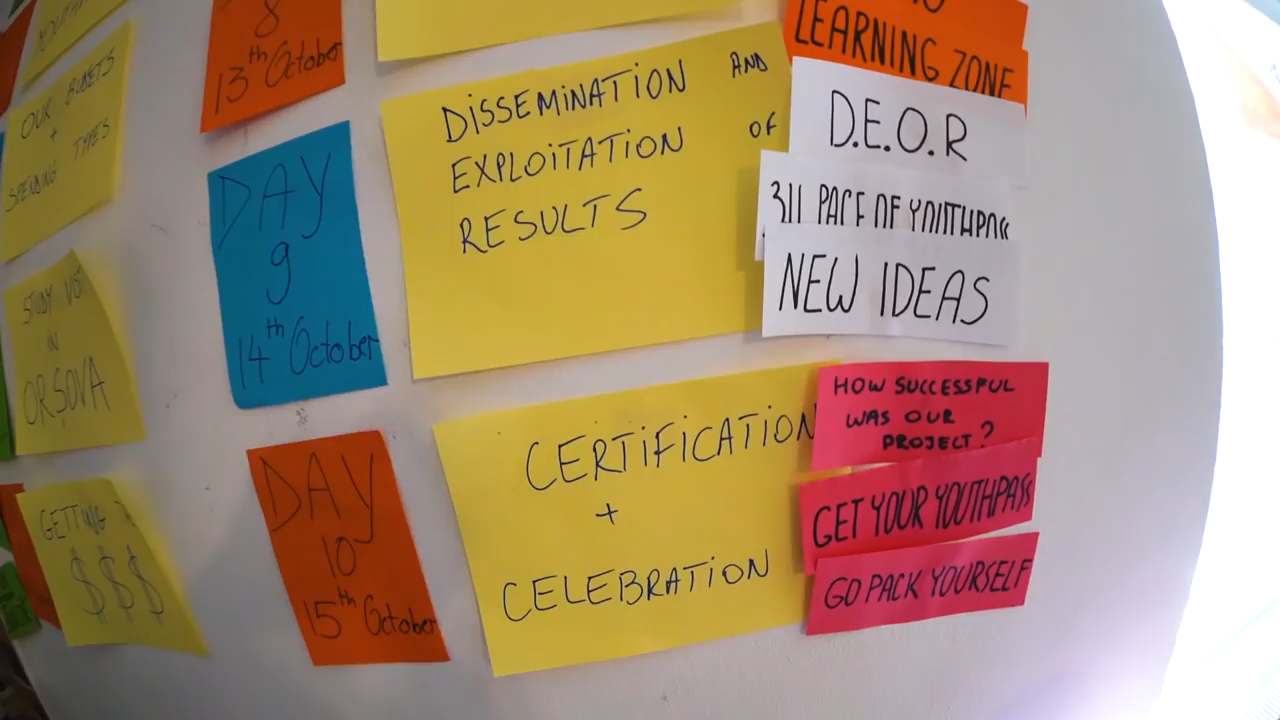 OUR BUGETS
+
SPENDING TYPES
STUDY
in
ORSOVA
GETTING
$$$
8
13th October
DAY
9
14th October
DAY
10
15th October
DISSEMINATION AND
EXPLOITATION OF
RESULTS
CERTIFICATION
+
CELEBRATION
LEARNING ZONE
D.E.O.R
NEW IDEAS
HOW SUCCESSFUL
WAS OUR
PROJECT?
GET YOUR YOUTHPASS
GO PACK YOURSELF